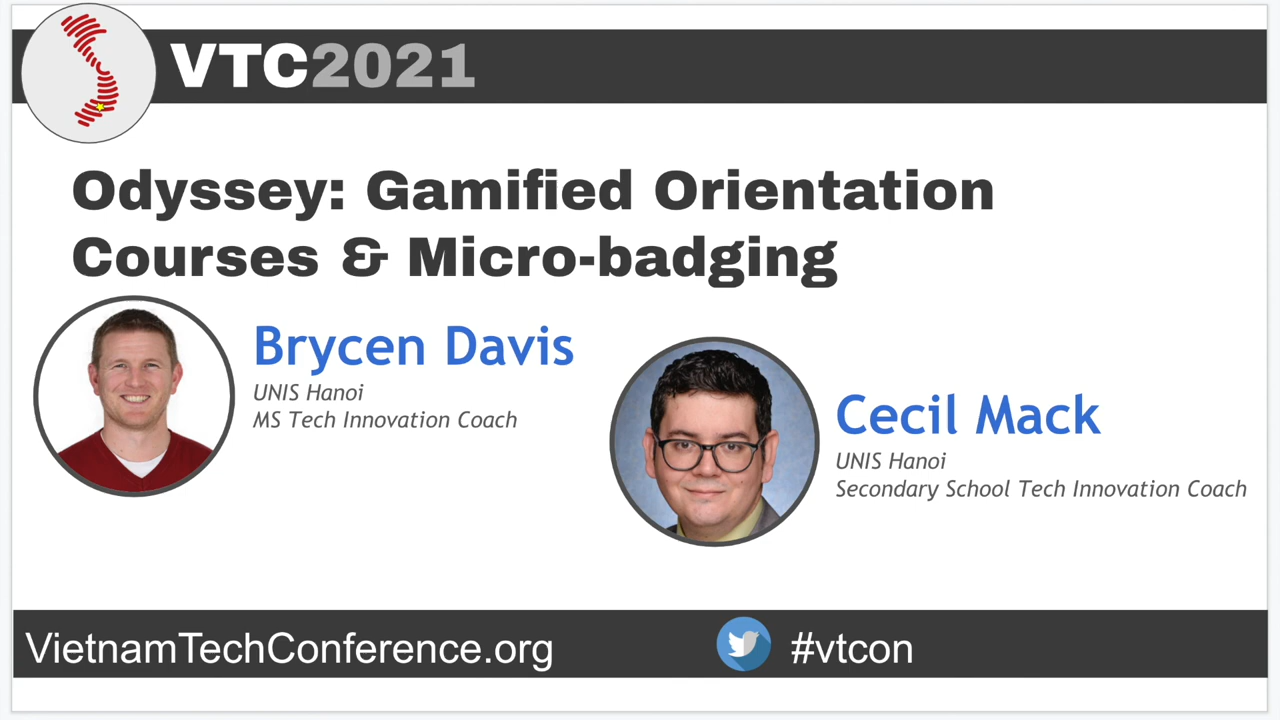 VTC2021
Odyssey: Gamified Orientation
Courses & Micro-badging
Brycen Davis
UNIS Hanoi
MS Tech Innovation Coach
Cecil Mack
UNIS Hanoi
Secondary School Tech Innovation Coach
VietnamTechConference.org
#vtcon